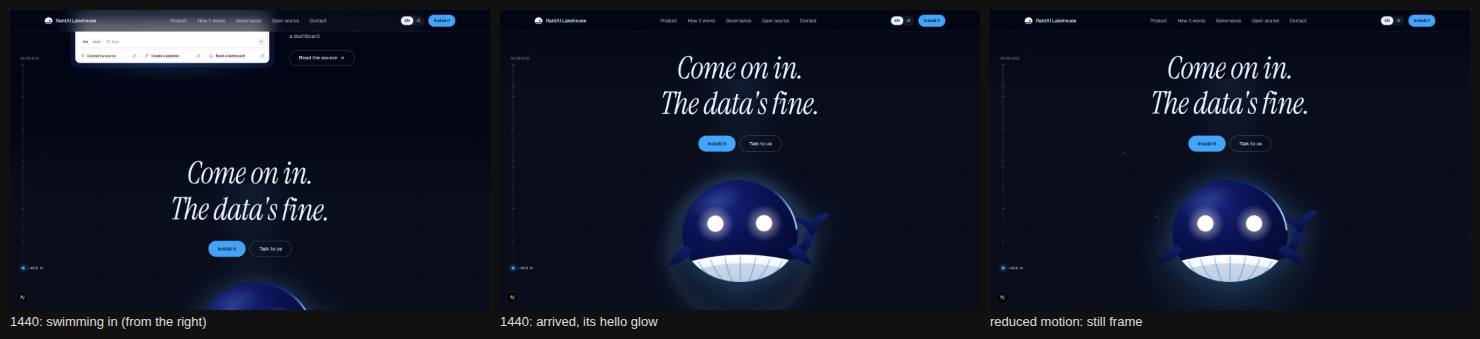 RantAI Lakehouse Product How it works Governance Open source Contact EN Install it
a dashboard.
Connect a source Create a pipeline Build a dashboard
Read the source
SURFACE
Come on in.
The data's fine.
Install it Talk to us
N
1440: swimming in (from the right)
RantAI Lakehouse Product How it works Governance Open source Contact EN Install it
SURFACE
Come on in.
The data's fine.
Install it Talk to us
N
1440: arrived, its hello glow
RantAI Lakehouse Product How it works Governance Open source Contact EN Install it
SURFACE
Come on in.
The data's fine.
Install it Talk to us
N
reduced motion: still frame